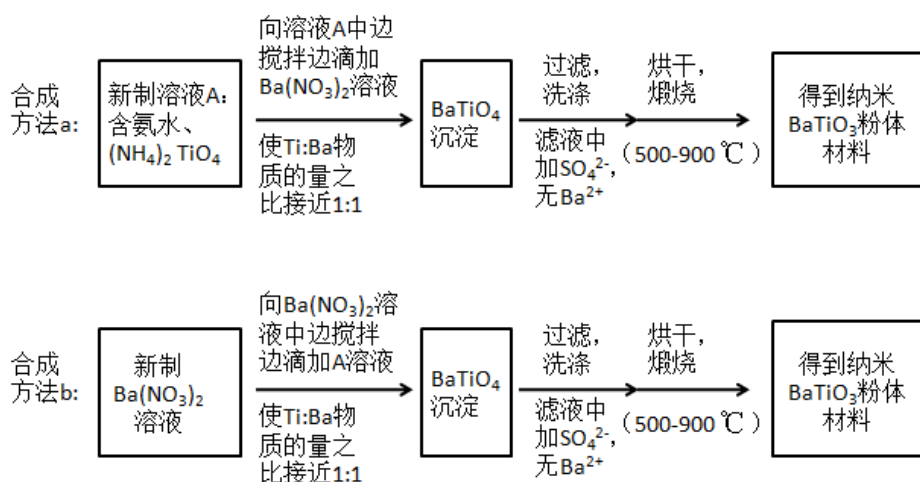 合成
方法a:
新制溶液A:
含氨水、
(NH₄)₂ TiO₄
向溶液A中边
搅拌边滴加
Ba(NO₃)₂溶液
使Ti:Ba物
质的量之
比接近1:1
BaTiO₄
沉淀
过滤,
洗涤
滤液中
加SO₄²⁻,
无Ba²⁺
烘干,
煅烧
(500-900 ℃)
得到纳米
BaTiO₃粉体
材料
合成
方法b:
新制
Ba(NO₃)₂
溶液
向Ba(NO₃)₂溶
液中边搅拌
边滴加A溶液
使Ti:Ba物
质的量之
比接近1:1
BaTiO₄
沉淀
过滤,
洗涤
滤液中
加SO₄²⁻,
无Ba²⁺
烘干,
煅烧
(500-900 ℃)
得到纳米
BaTiO₃粉体
材料